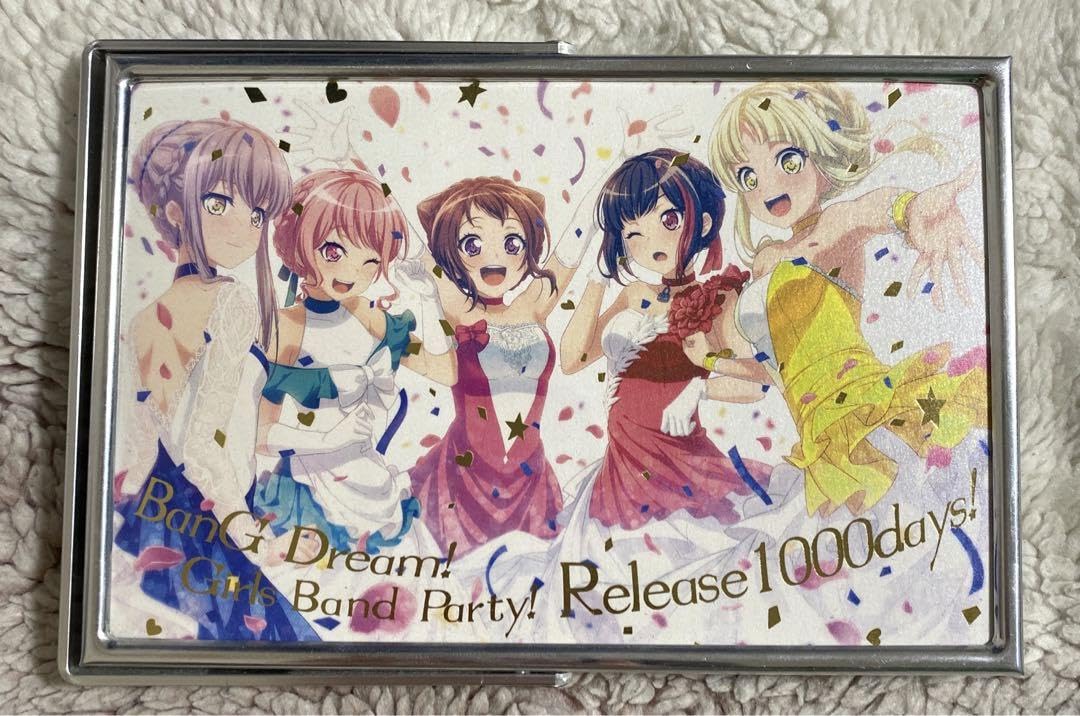 BanG Dream!
Girls Band Party! Release1000days!